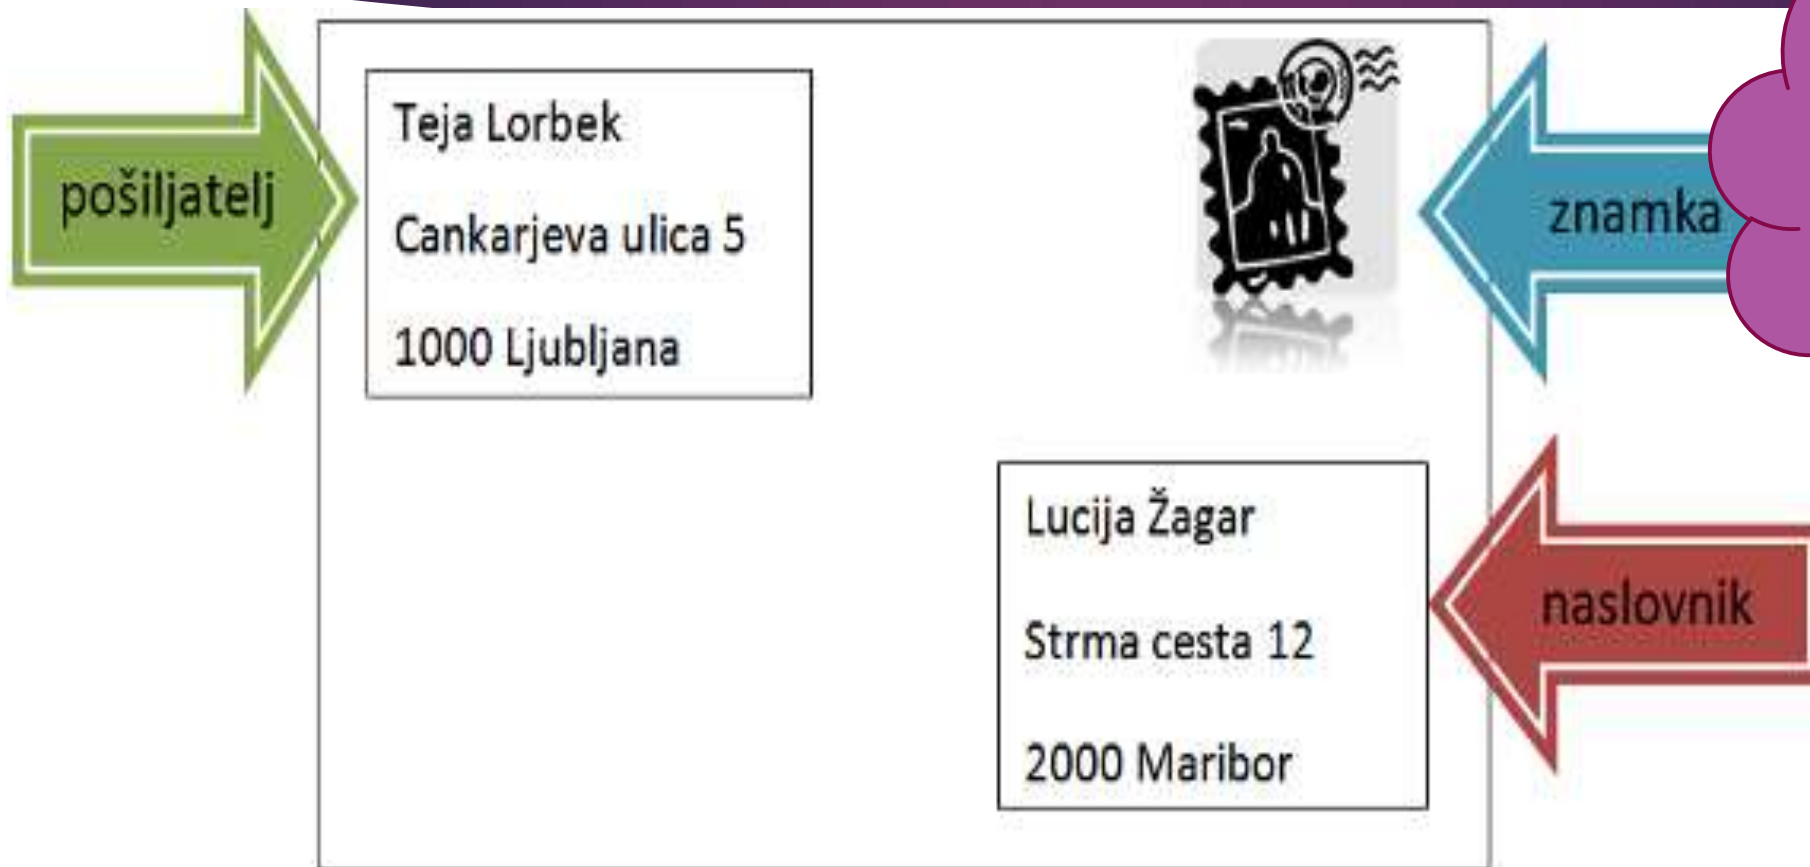 pošiljatelj
Teja Lorbek
Cankarjeva ulica 5
1000 Ljubljana
znamka
Lucija Žagar
Strma cesta 12
2000 Maribor
naslovnik